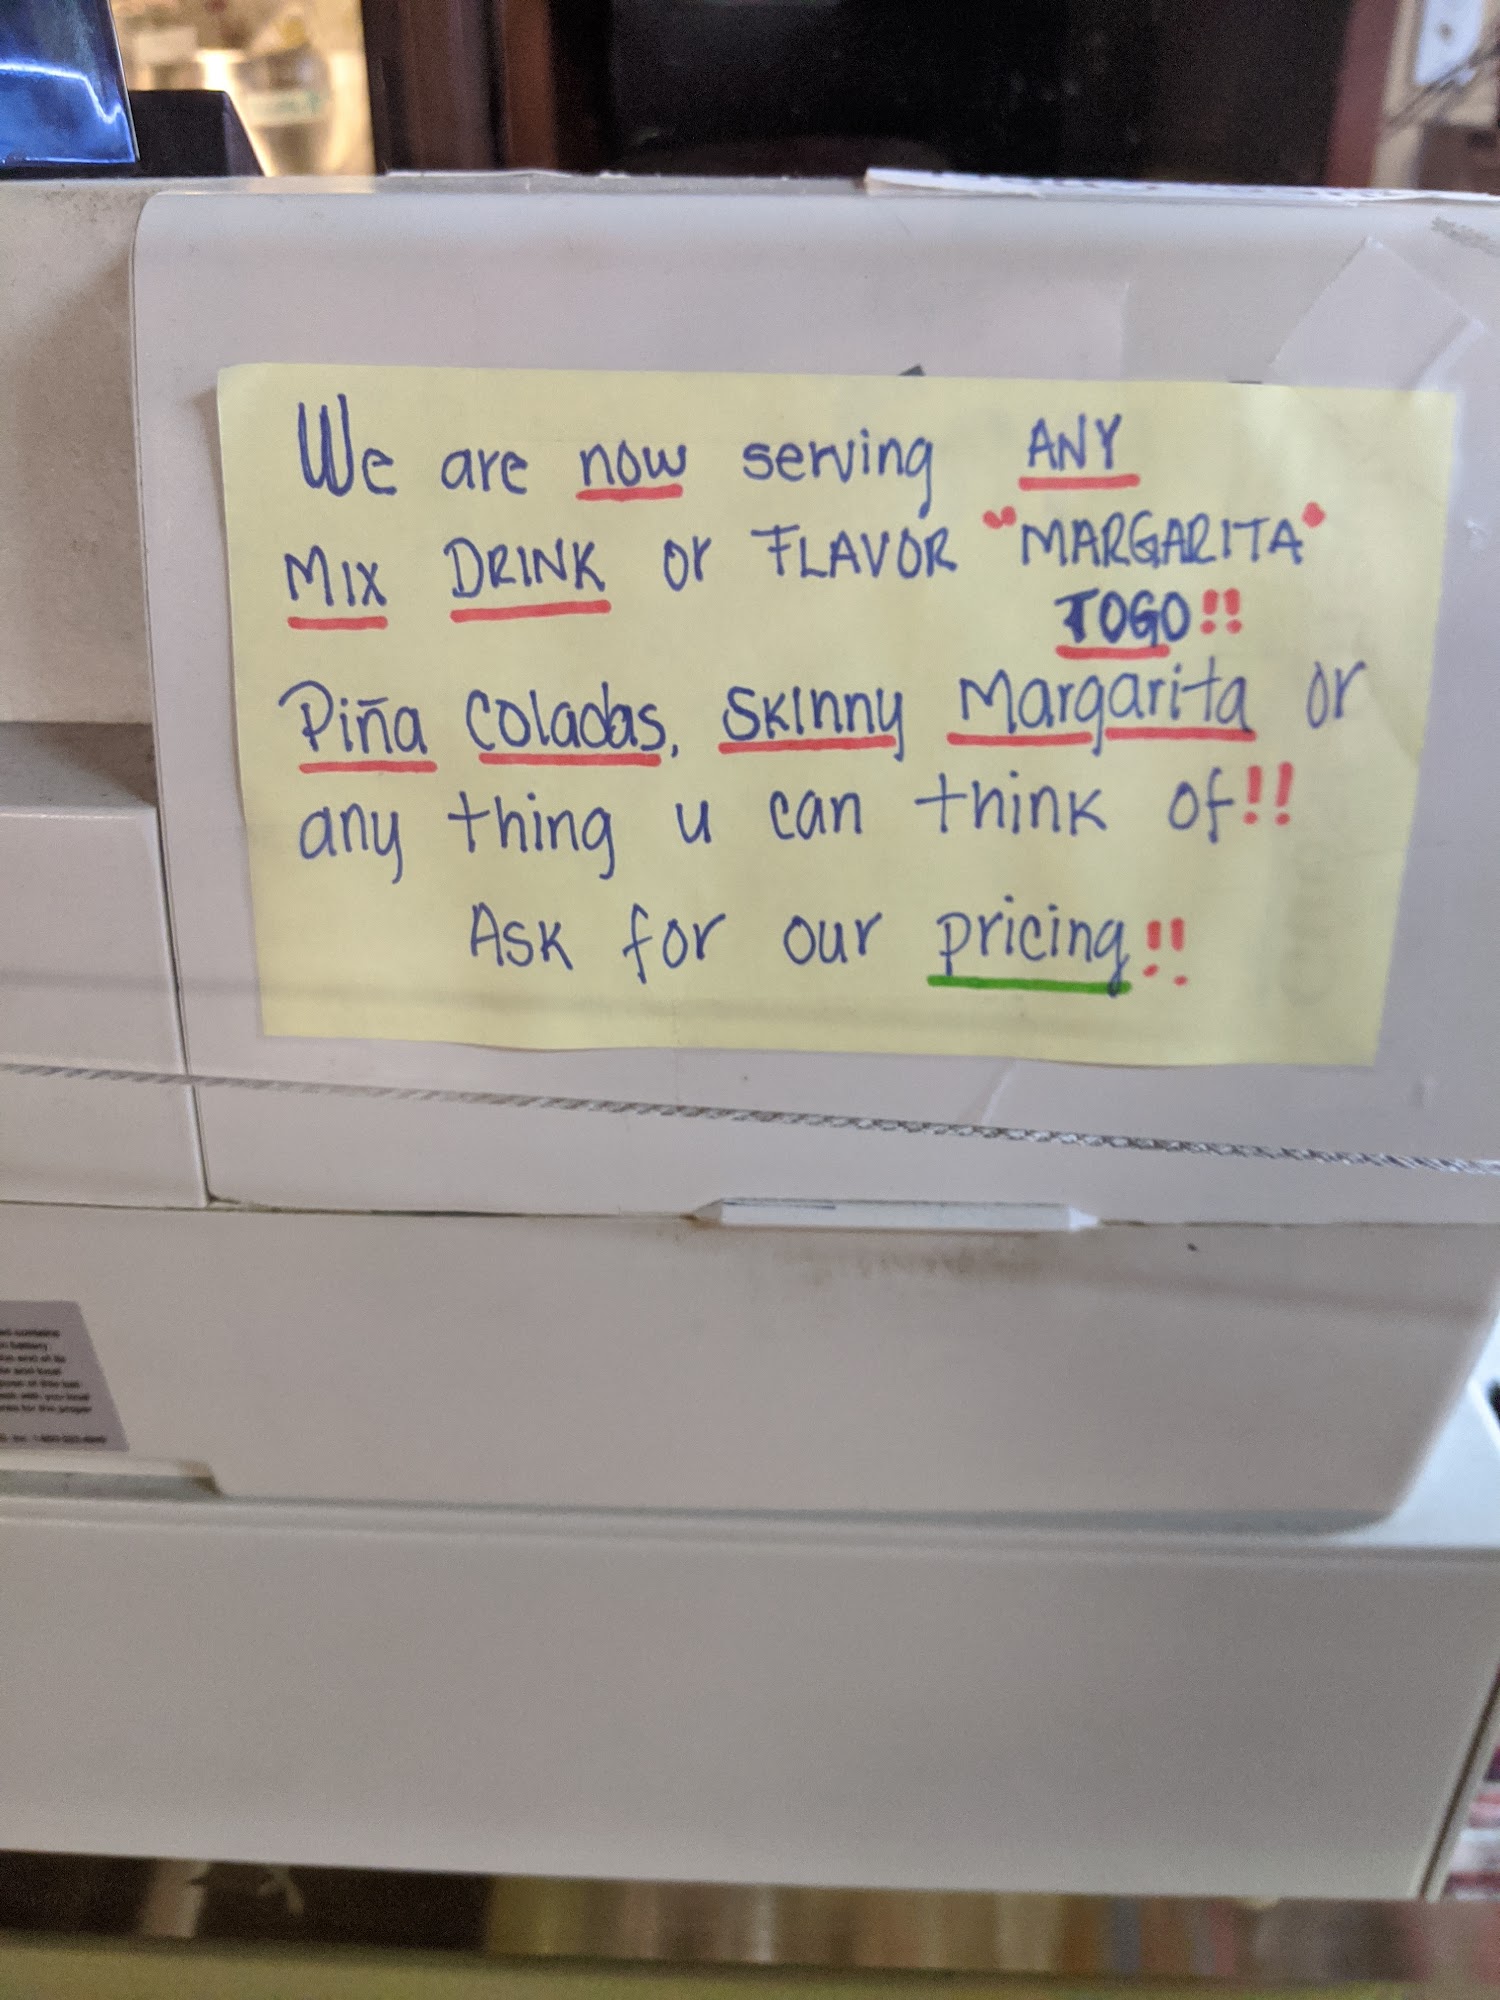 We are now serving ANY
MIX DRINK or FLAVOR "MARGARITA"
TOGO!!
Piña Coladas, Skinny Margarita or
any thing u can think of!!
Ask for our pricing!!